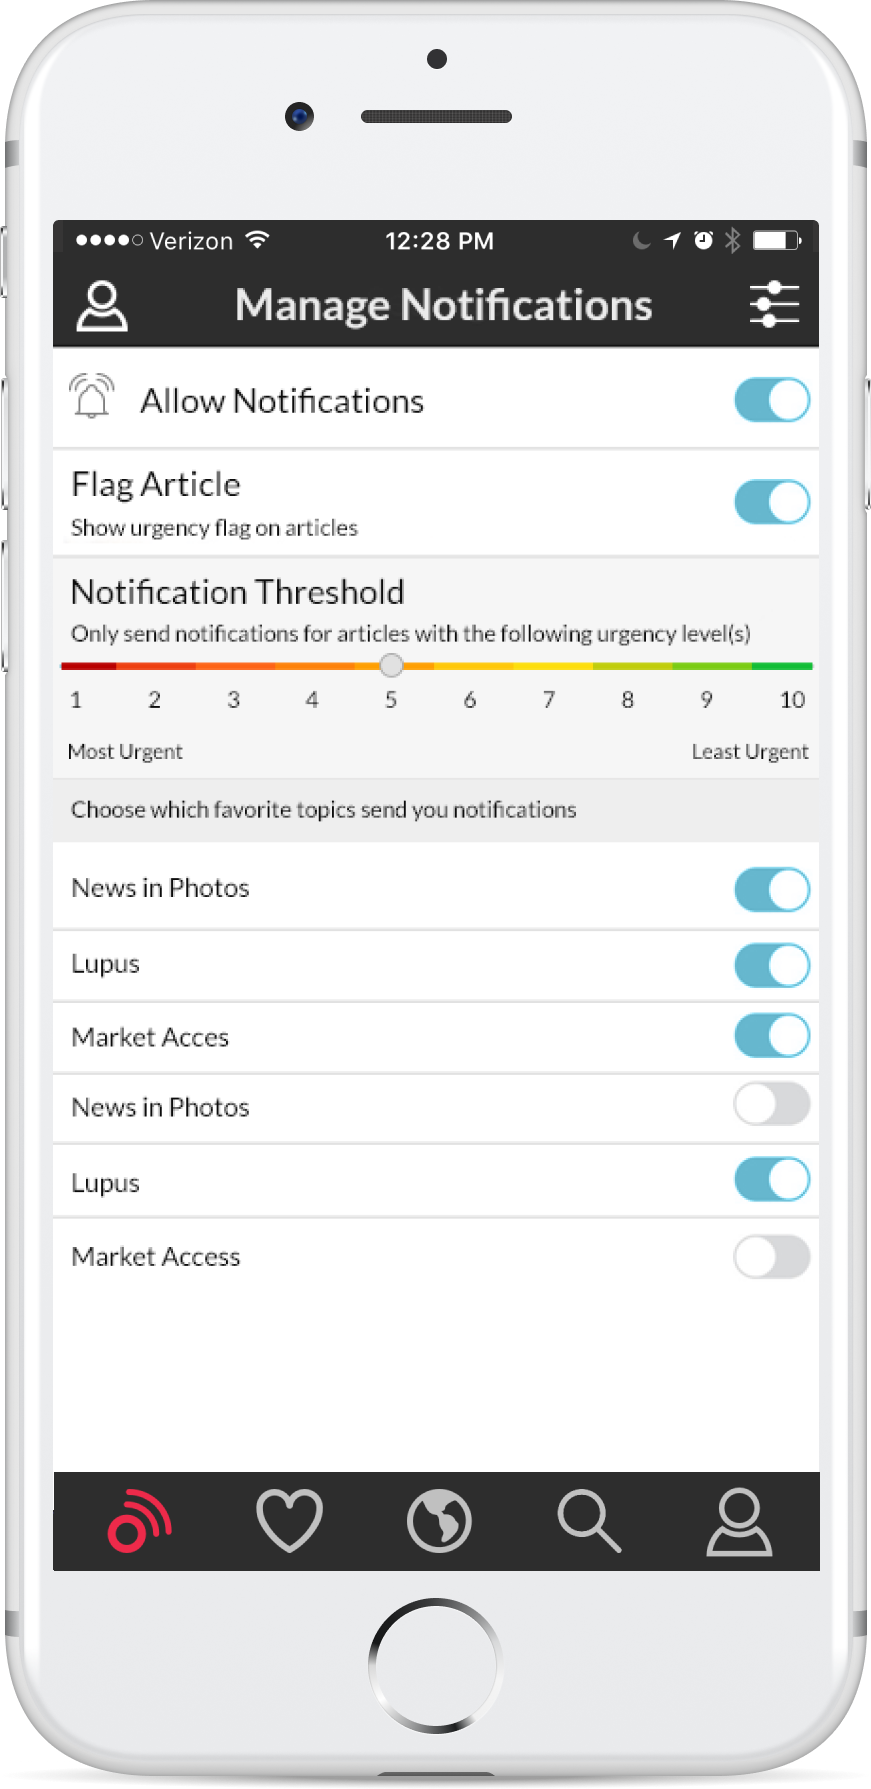 Verizon 12:28 PM
Manage Notifications
Allow Notifications
Flag Article
Show urgency flag on articles
Notification Threshold
Only send notifications for articles with the following urgency level(s)
1 2 3 4 5 6 7 8 9 10
Most Urgent Least Urgent
Choose which favorite topics send you notifications
News in Photos
Lupus
Market Acces
News in Photos
Lupus
Market Access